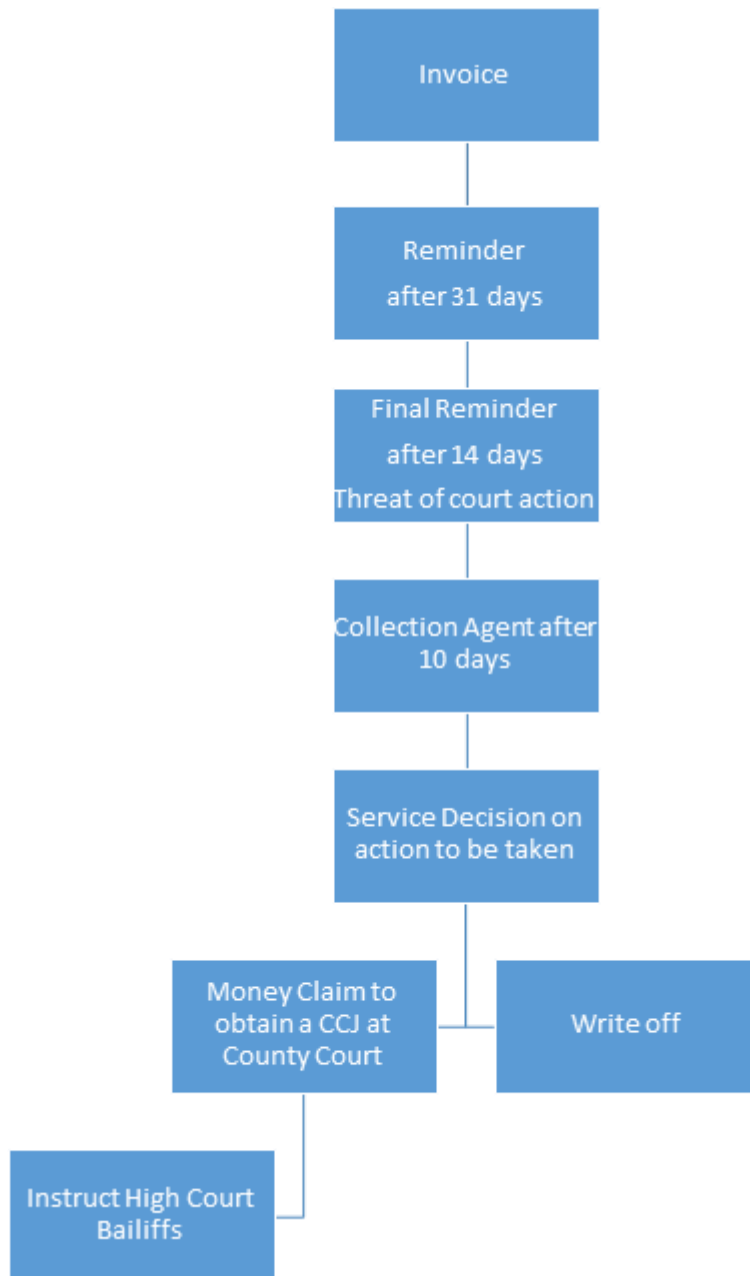 Invoice
Reminder
after 31 days
Final Reminder
after 14 days
Threat of court action
Collection Agent after
10 days
Service Decision on
action to be taken
Money Claim to
obtain a CCJ at
County Court
Write off
Instruct High Court
Bailiffs